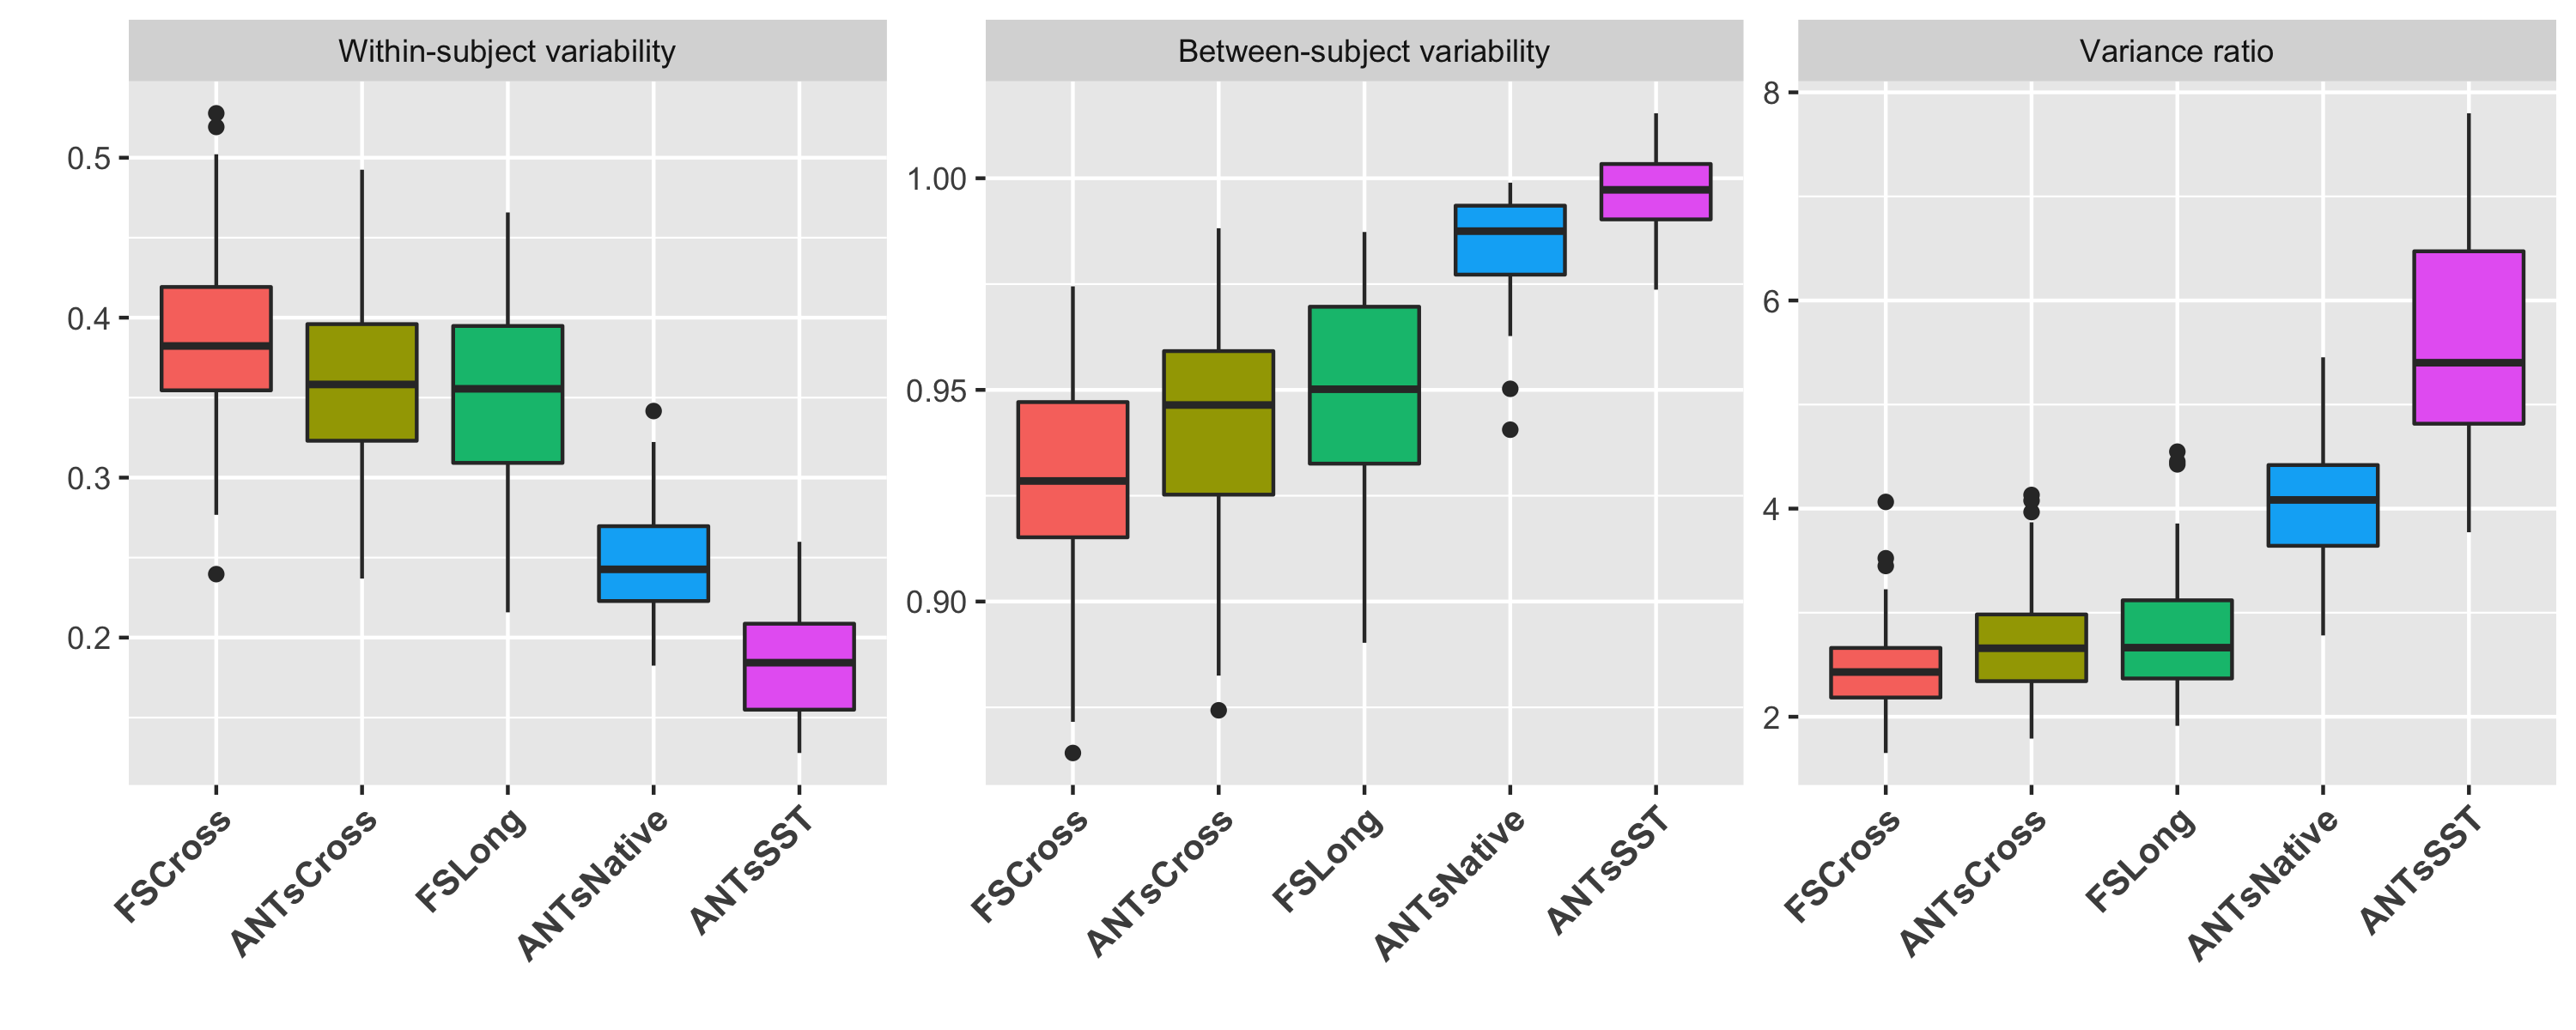 Within-subject variability
Between-subject variability
Variance ratio
0.5
0.4
0.3
0.2
1.00
0.95
0.90
8
6
4
2
FSCross
ANTsCross
FSLong
ANTsNative
ANTsSST
FSCross
ANTsCross
FSLong
ANTsNative
ANTsSST
FSCross
ANTsCross
FSLong
ANTsNative
ANTsSST